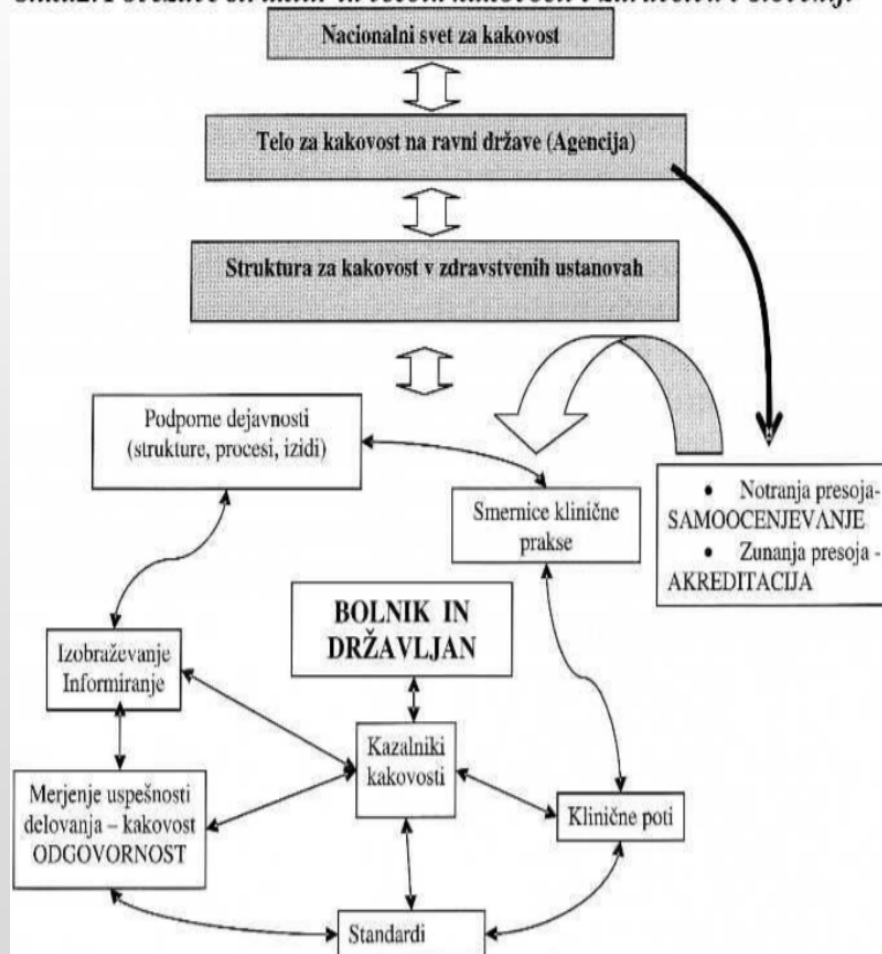 Nacionalni svet za kakovost
Telo za kakovost na ravni države (Agencija)
Struktura za kakovost v zdravstvenih ustanovah
Podporne dejavnosti
(strukture, procesi, izidi)
Smernice klinične
prakse
• Notranja presoja-
SAMOOCENJEVANJE
• Zunanja presoja -
AKREDITACIJA
BOLNIK IN
DRŽAVLJAN
Izobraževanje
Informiranje
Kazalniki
kakovosti
Merjenje uspešnosti
delovanja – kakovost
ODGOVORNOST
Klinične poti
Standardi